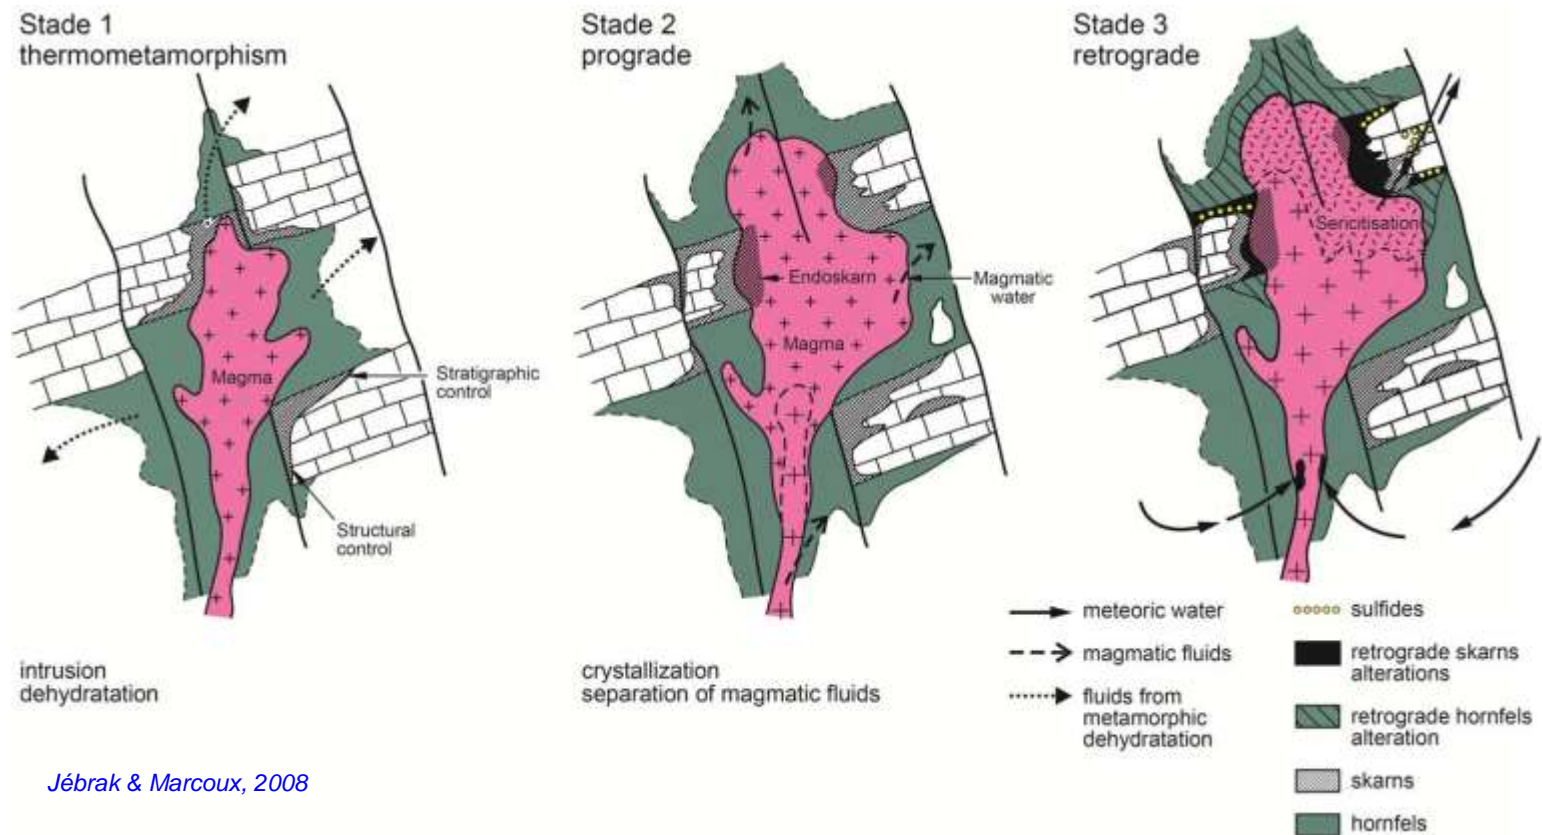 Stade 1
thermometamorphism
Stade 2
prograde
Stade 3
retrograde
Magma
Stratigraphic
control
Structural
control
Endoskarn
Magmatic
water
Magma
Sericitisation
intrusion
dehydratation
crystallization
separation of magmatic fluids
meteoric water
magmatic fluids
fluids from
metamorphic
dehydratation
sulfides
retrograde skarns
alterations
retrograde hornfels
alteration
skarns
hornfels
Jébrak & Marcoux, 2008